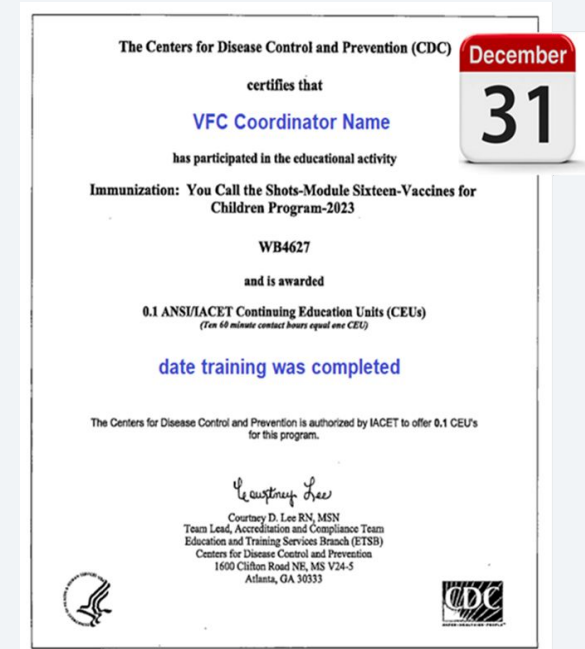 The Centers for Disease Control and Prevention (CDC)
December
31
certifies that
VFC Coordinator Name
has participated in the educational activity
Immunization: You Call the Shots-Module Sixteen-Vaccines for
Children Program-2023
WB4627
and is awarded
0.1 ANSI/IACET Continuing Education Units (CEUs)
(Ten 60 minute contact hours equal one CEU)
date training was completed
The Centers for Disease Control and Prevention is authorized by IACET to offer 0.1 CEU's
for this program.
Courtney Lee
Courtney D. Lee RN, MSN
Team Lead, Accreditation and Compliance Team
Education and Training Services Branch (ETSB)
Centers for Disease Control and Prevention
1600 Clifton Road NE, MS V24-5
Atlanta, GA 30333
CDC